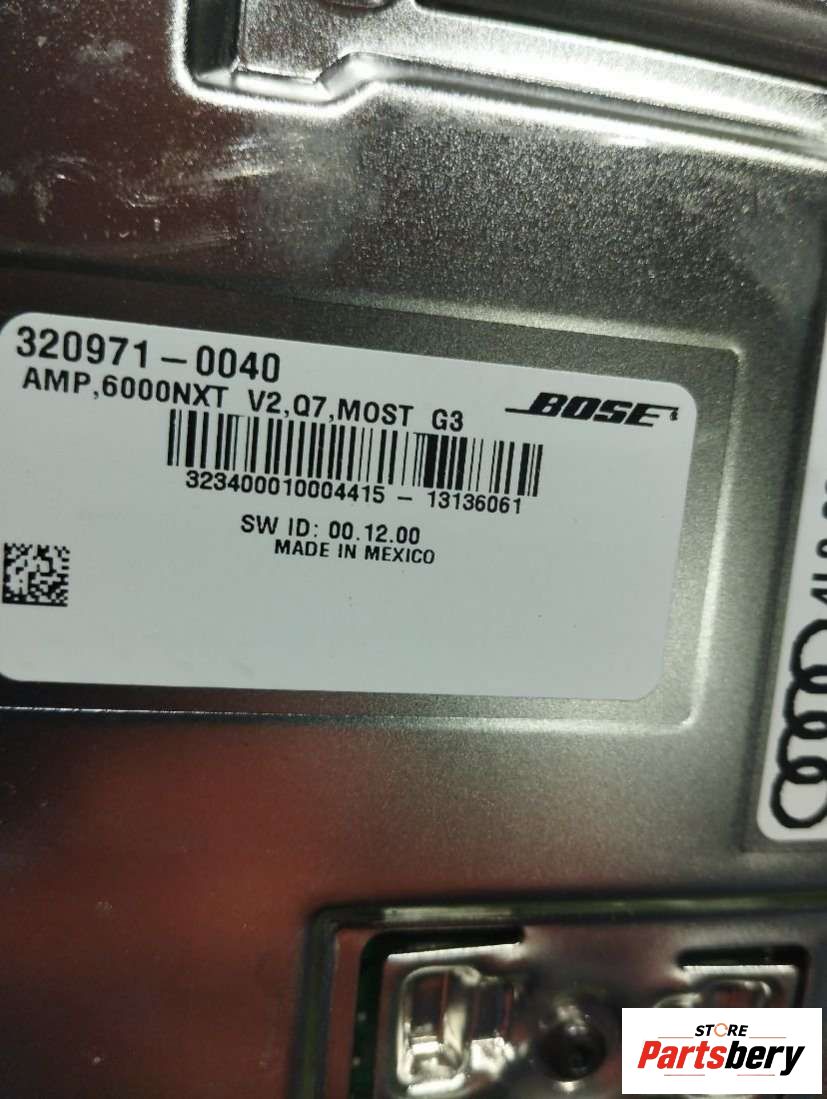 320971-0040
AMP,6000NXT V2,Q7,MOST G3
BOSE
323400010004415 - 13136061
SW ID: 00.12.00
MADE IN MEXICO
STORE
Partsbery